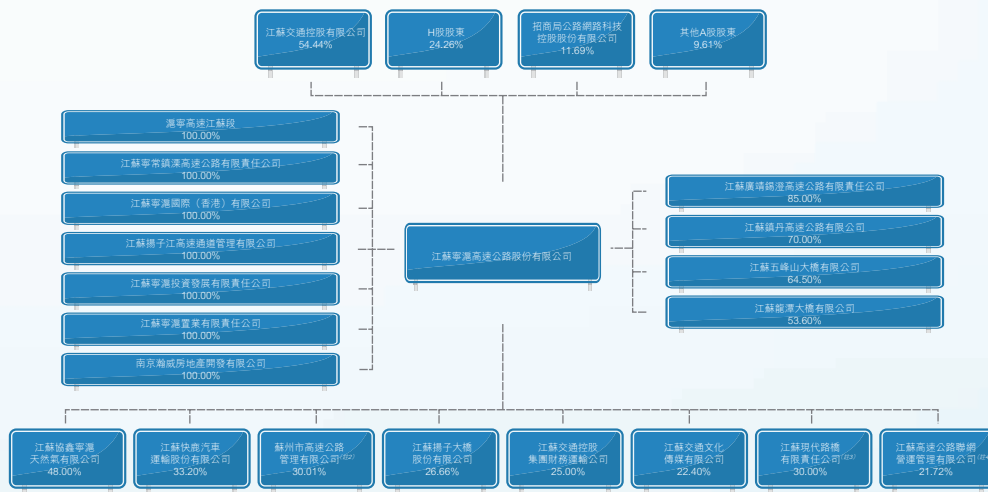 江蘇交通控股有限公司
54.44%
H股股東
24.26%
招商局公路網路科技
控股股份有限公司
11.69%
其他A股股東
9.61%
滬寧高速江蘇段
100.00%
江蘇寧常鎮溧高速公路有限責任公司
100.00%
江蘇寧滬國際（香港）有限公司
100.00%
江蘇揚子江高速通道管理有限公司
100.00%
江蘇寧滬投資發展有限責任公司
100.00%
江蘇寧滬置業有限責任公司
100.00%
南京瀚威房地產開發有限公司
100.00%
江蘇寧滬高速公路股份有限公司
江蘇廣靖錫澄高速公路有限責任公司
85.00%
江蘇鎮丹高速公路有限公司
70.00%
江蘇五峰山大橋有限公司
64.50%
江蘇龍潭大橋有限公司
53.60%
江蘇協鑫寧滬
天然氣有限公司
48.00%
江蘇快鹿汽車
運輸股份有限公司
33.20%
蘇州市高速公路
管理有限公司(註2)
30.01%
江蘇揚子大橋
股份有限公司
26.66%
江蘇交通控股
集團財務運輸公司
25.00%
江蘇交通文化
傳媒有限公司
22.40%
江蘇現代路橋
有限責任公司(註3)
30.00%
江蘇高速公路聯網
營運管理有限公司
21.72%